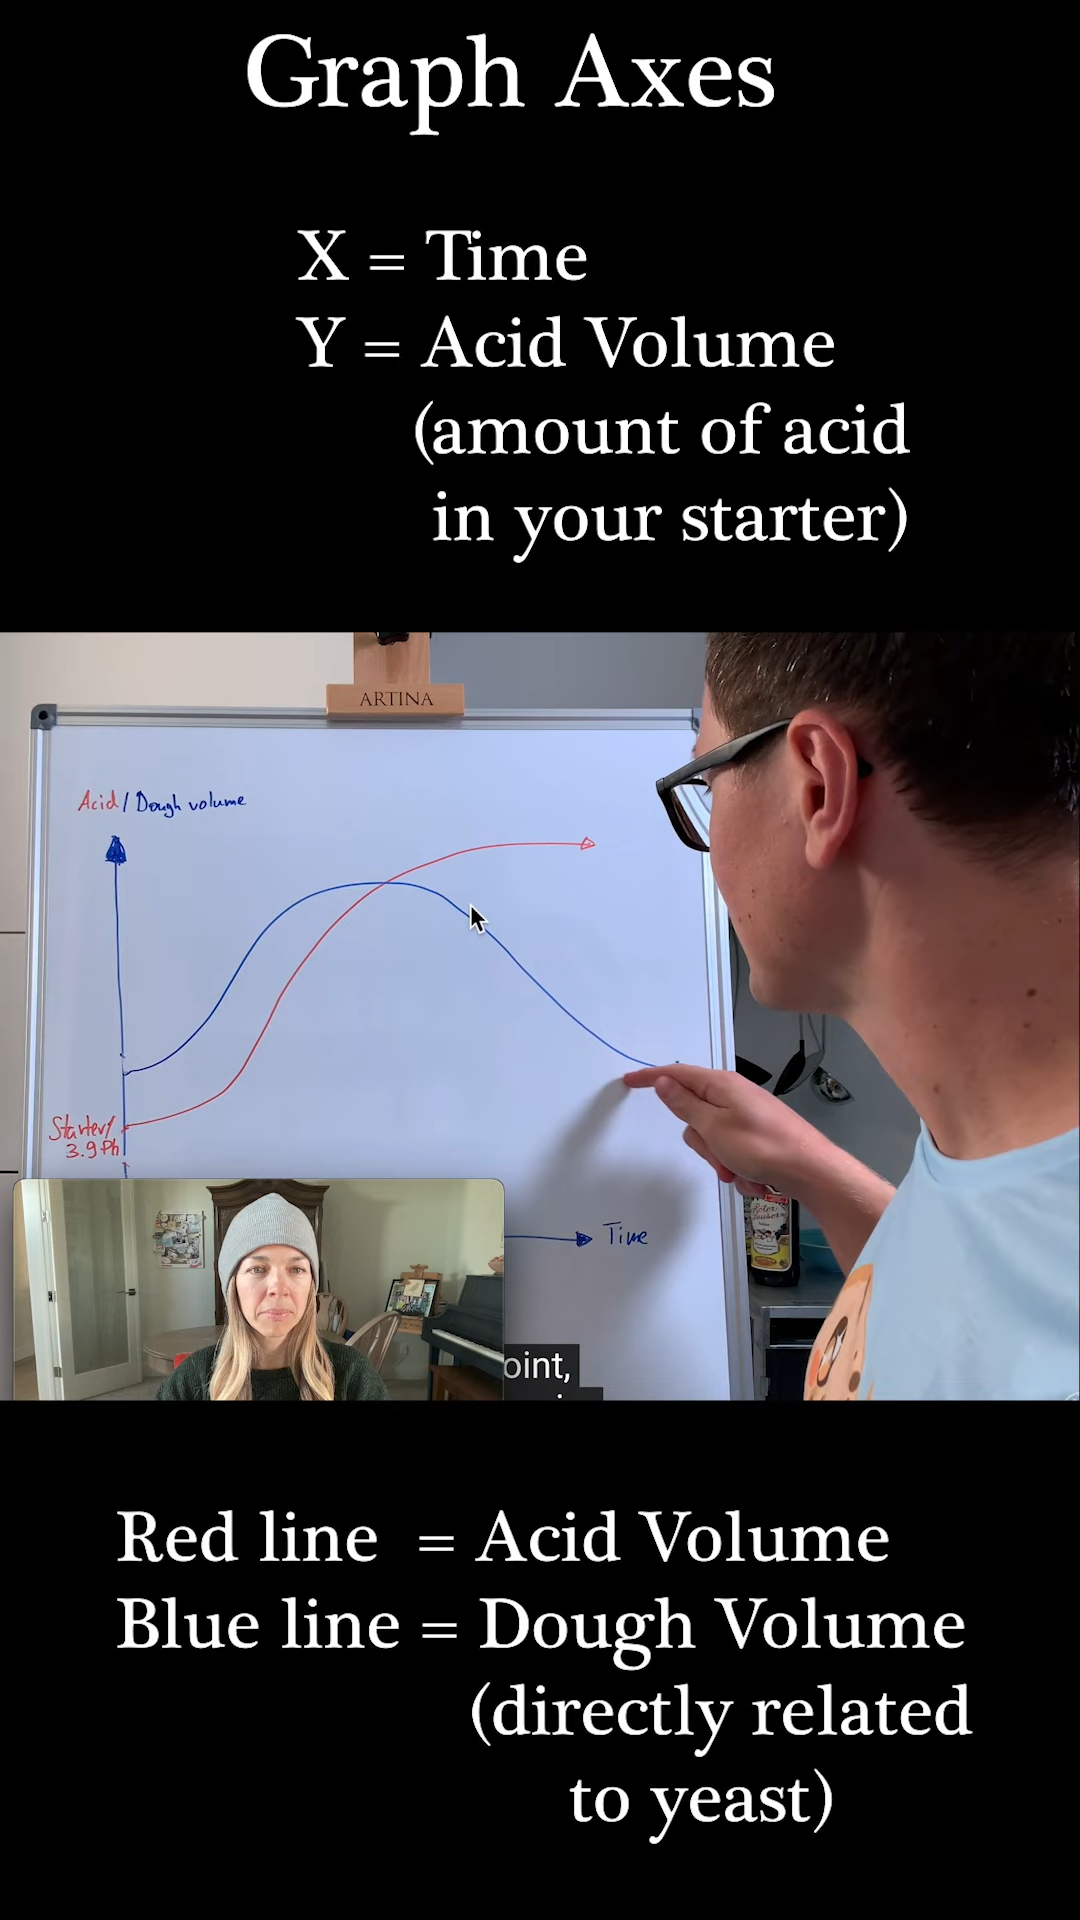 Graph Axes
X = Time
Y = Acid Volume
(amount of acid
in your starter)
ARTINA
Acid / Dough volume
Starter/
3.9 Ph
Time
oint,
Red line = Acid Volume
Blue line = Dough Volume
(directly related
to yeast)